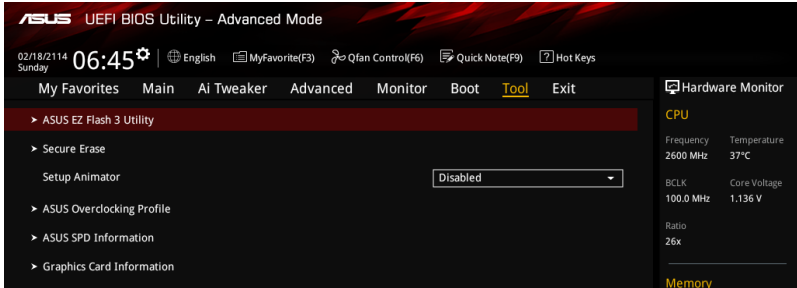 ASUS UEFI BIOS Utility – Advanced Mode
02/18/2114 Sunday 06:45 English MyFavorite(F3) Qfan Control(F6) Quick Note(F9) ? Hot Keys
My Favorites Main Ai Tweaker Advanced Monitor Boot Tool Exit
Hardware Monitor
ASUS EZ Flash 3 Utility
Secure Erase
Setup Animator Disabled
ASUS Overclocking Profile
ASUS SPD Information
Graphics Card Information
CPU
Frequency Temperature
2600 MHz 37°C
BCLK Core Voltage
100.0 MHz 1.136 V
Ratio
26x
Memory